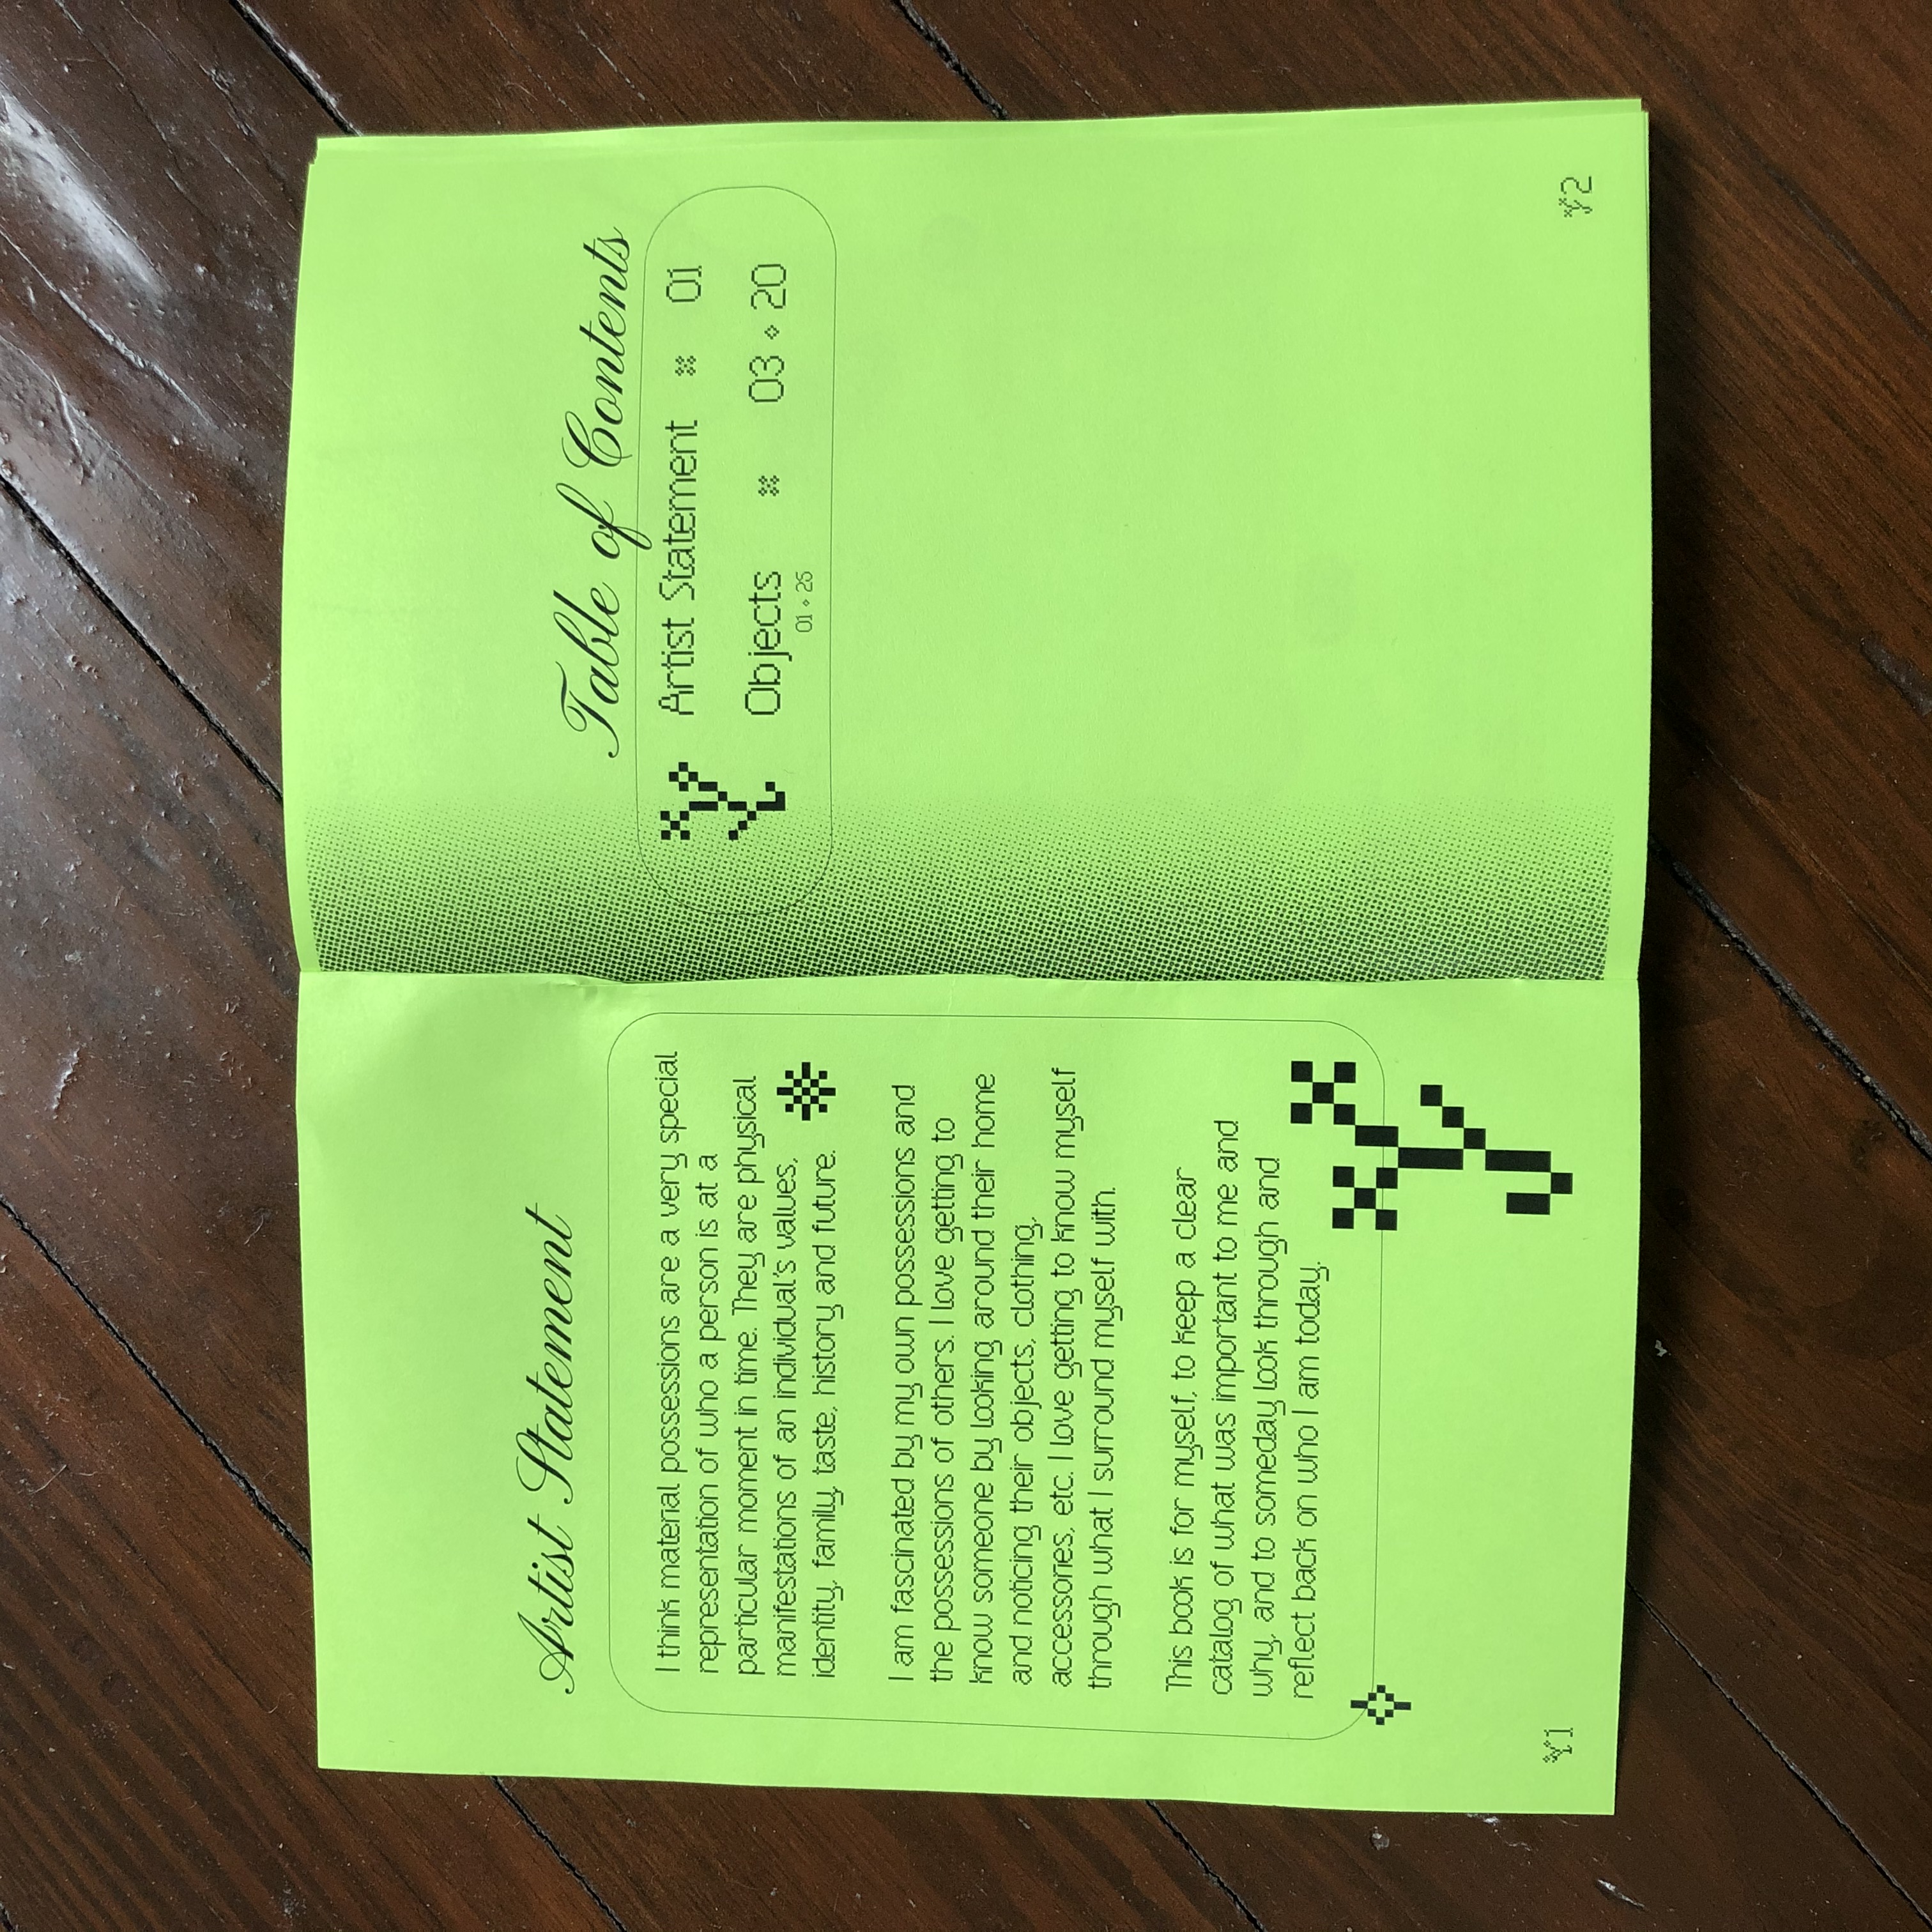 Artist Statement
I think material possessions are a very special
representation of who a person is at a
particular moment in time. They are physical
manifestations of an individual's values,
identity, family, taste, history and future.
I am fascinated by my own possessions and
the possessions of others. I love getting to
know someone by looking around their home
and noticing their objects, clothing,
accessories, etc. I love getting to know myself
through what I surround myself with.
This book is for myself, to keep a clear
catalog of what was important to me and
why, and to someday look through and
reflect back on who I am today.
1
Table of Contents
Artist Statement 01
Objects 03 20
01 25
2